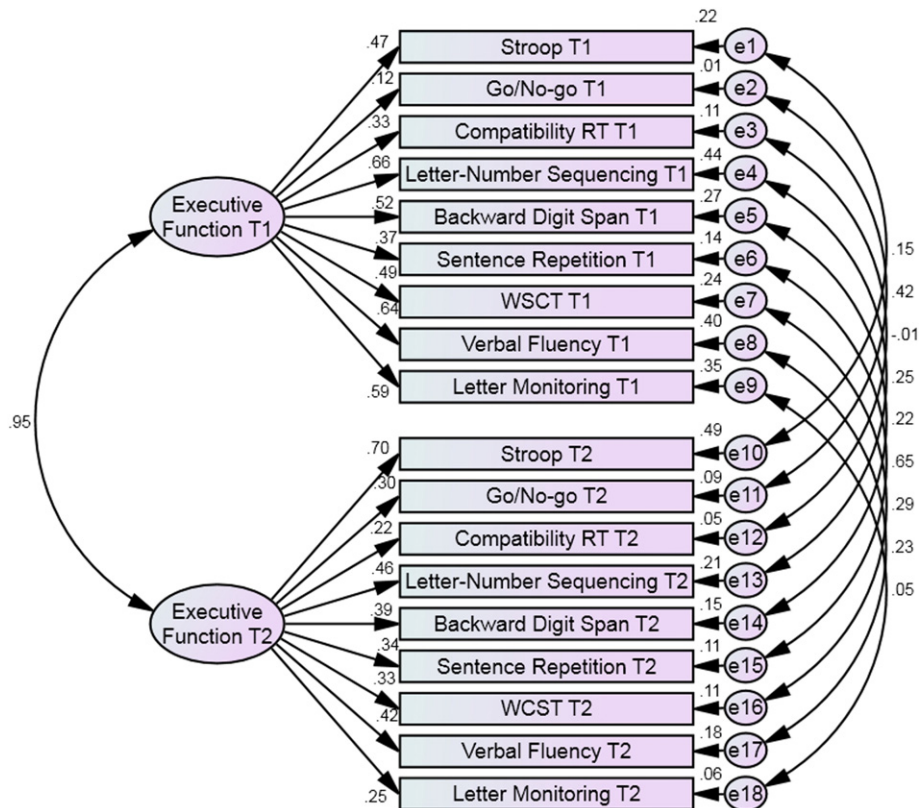 .22
.47
Stroop T1
e1
.01
.12
Go/No-go T1
e2
.11
.33
Compatibility RT T1
e3
.44
.66
Letter-Number Sequencing T1
e4
.27
Executive
Function T1
.52
Backward Digit Span T1
e5
.14
.37
Sentence Repetition T1
e6
.15
.24
.49
WSCT T1
e7
.42
.40
.64
Verbal Fluency T1
e8
-.01
.35
.59
Letter Monitoring T1
e9
.25
.95
.22
.49
.70
Stroop T2
e10
.65
.09
.30
Go/No-go T2
e11
.29
.05
.22
Compatibility RT T2
e12
.23
.21
.46
Letter-Number Sequencing T2
e13
.05
.15
Executive
Function T2
.39
Backward Digit Span T2
e14
.11
.34
Sentence Repetition T2
e15
.11
.33
WCST T2
e16
.18
.42
Verbal Fluency T2
e17
.06
.25
Letter Monitoring T2
e18